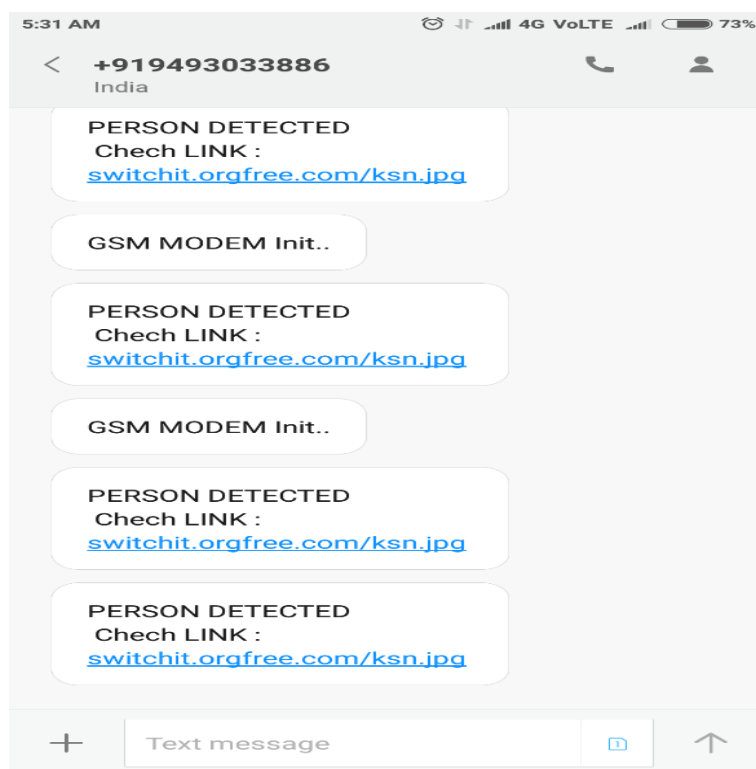 5:31 AM 4G VoLTE 73%
+919493033886
India
PERSON DETECTED
Chech LINK :
switchit.orgfree.com/ksn.jpg
GSM MODEM Init..
PERSON DETECTED
Chech LINK :
switchit.orgfree.com/ksn.jpg
GSM MODEM Init..
PERSON DETECTED
Chech LINK :
switchit.orgfree.com/ksn.jpg
PERSON DETECTED
Chech LINK :
switchit.orgfree.com/ksn.jpg
Text message
1